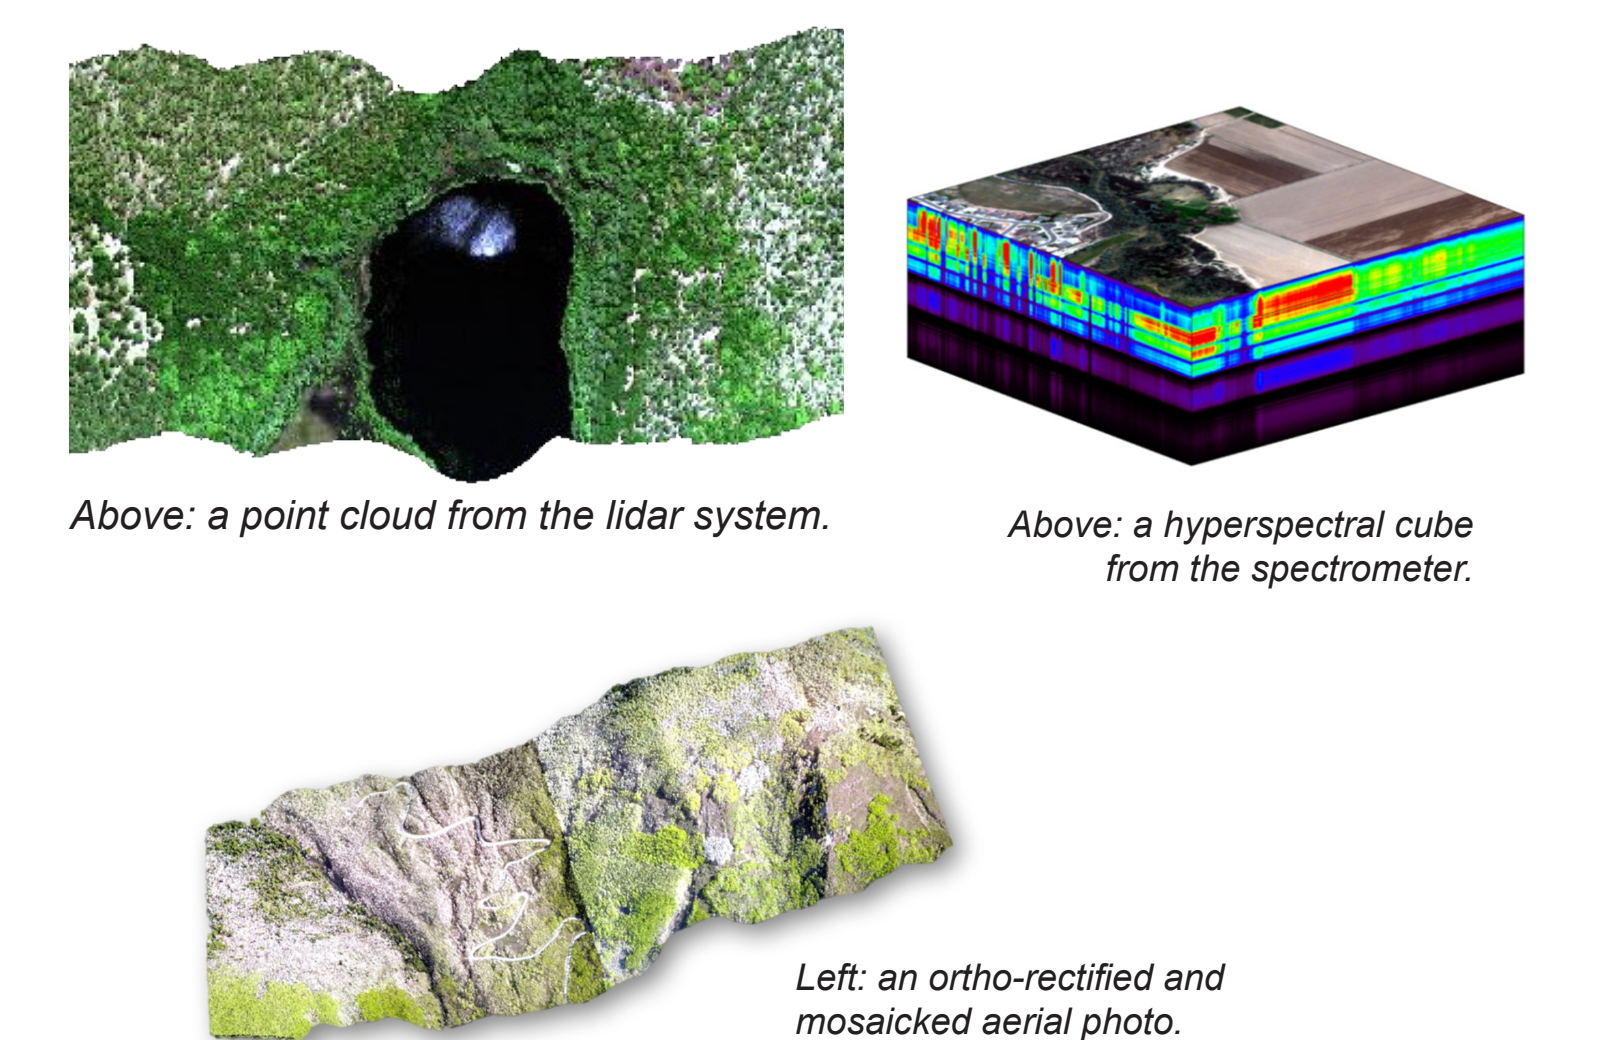 Above: a point cloud from the lidar system.
Above: a hyperspectral cube
from the spectrometer.
Left: an ortho-rectified and
mosaicked aerial photo.